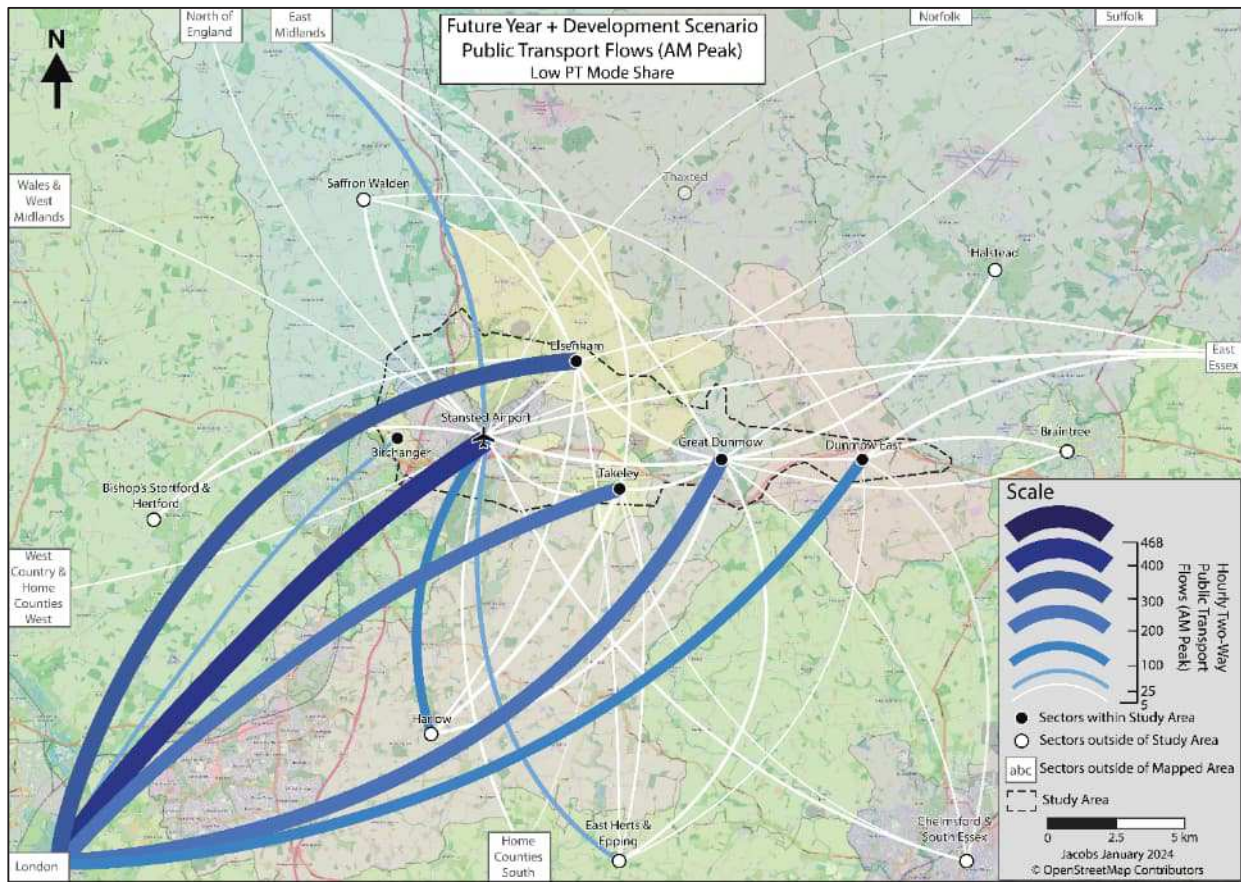 North of
England
East
Midlands
Future Year + Development Scenario
Public Transport Flows (AM Peak)
Low PT Mode Share
Norfolk
Suffolk
N
Wales &
West
Midlands
Saffron Walden
Thaxted
Halstead
Elsenham
East
Essex
Stansted Airport
Birchanger
Great Dunmow
Dunmow East
Braintree
Takeley
Bishop's Stortford &
Hertford
West
Country &
Home
Counties
West
Harlow
London
Home
Counties
South
East Herts &
Epping
Chelmsford &
South Essex
Scale
468
400
300
200
100
25
5
Hourly Two-Way
Public Transport
Flows (AM Peak)
Sectors within Study Area
Sectors outside of Study Area
abc Sectors outside of Mapped Area
Study Area
0 2.5 5 km
Jacobs January 2024
© OpenStreetMap Contributors